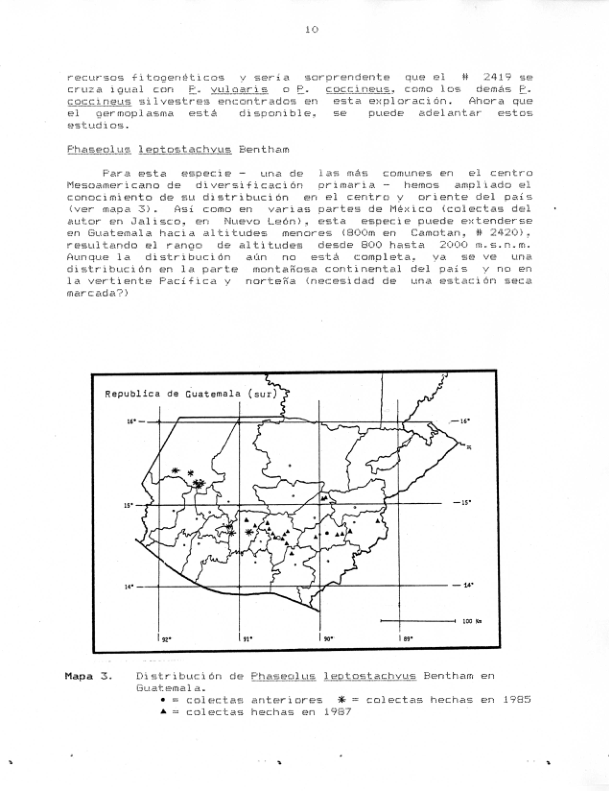 10
recursos fitogenéticos y sería sorprendente que el # 2419 se
cruza igual con P. vulgaris o P. coccineus, como los demás P.
coccineus silvestres encontrados en esta exploración. Ahora que
el germoplasma está disponible, se puede adelantar estos
estudios.
Phaseolus leptostachyus Bentham
Para esta especie - una de las más comunes en el centro
Mesoamericano de diversificación primaria - hemos ampliado el
conocimiento de su distribución en el centro y oriente del país
(ver mapa 3). Así como en varias partes de México (colectas del
autor en Jalisco, en Nuevo León), esta especie puede extenderse
en Guatemala hacia altitudes menores (800m en Camotan, # 2420),
resultando el rango de altitudes desde 800 hasta 2000 m.s.n.m.
Aunque la distribución aún no está completa, ya se ve una
distribución en la parte montañosa continental del país y no en
la vertiente Pacífica y norteña (necesidad de una estación seca
marcada?)
Republica de Guatemala (sur)
16° 16°
N
15° 15°
14° 14°
100 Km
92° 91° 90° 89°
Mapa 3. Distribución de Phaseolus leptostachyus Bentham en
Guatemala.
• = colectas anteriores ✱ = colectas hechas en 1985
▲ = colectas hechas en 1987